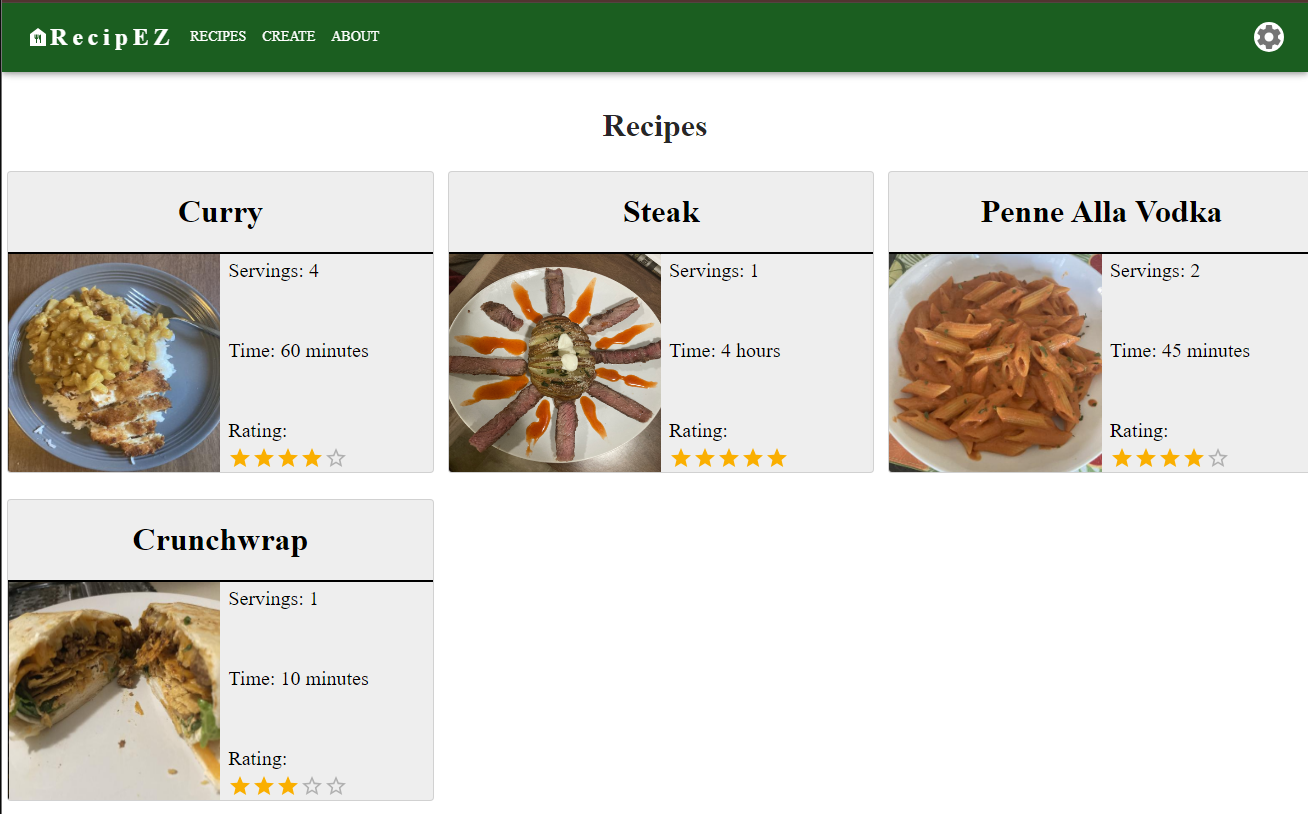 RecipEZ RECIPES CREATE ABOUT
Recipes
Curry
Servings: 4
Time: 60 minutes
Rating:
Steak
Servings: 1
Time: 4 hours
Rating:
Penne Alla Vodka
Servings: 2
Time: 45 minutes
Rating:
Crunchwrap
Servings: 1
Time: 10 minutes
Rating: